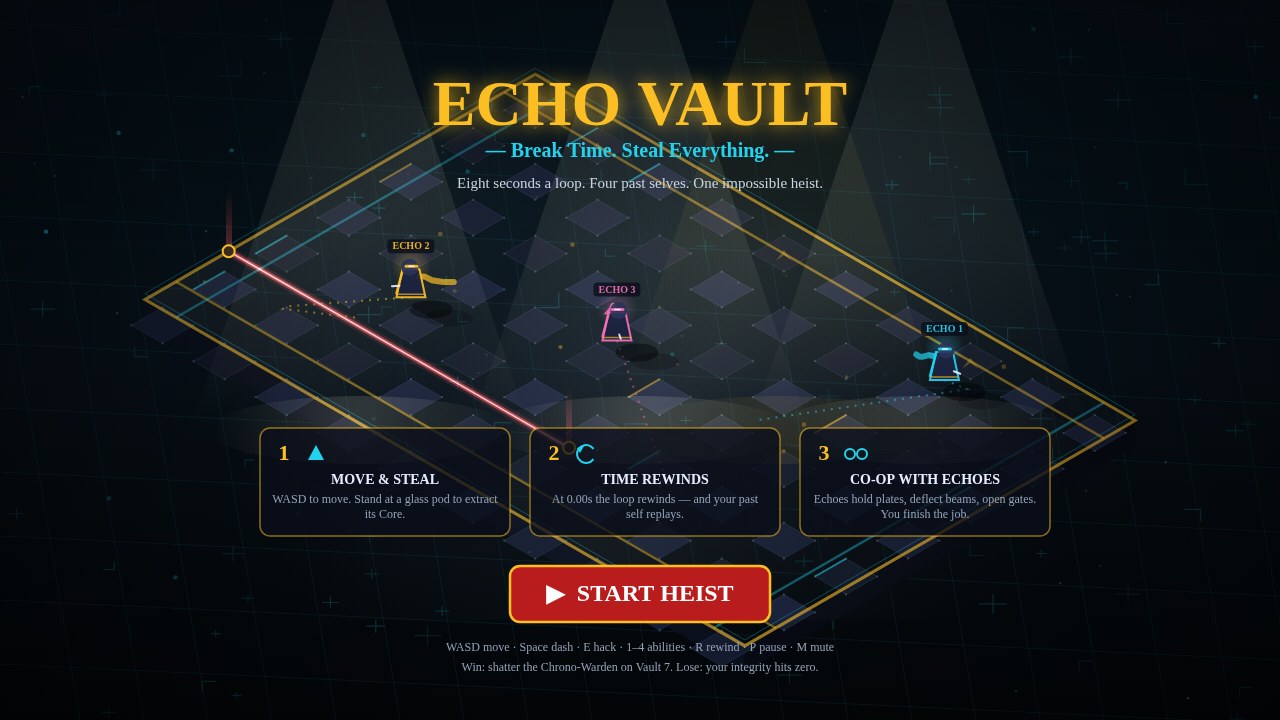 ECHO VAULT
— Break Time. Steal Everything. —
Eight seconds a loop. Four past selves. One impossible heist.
ECHO 2
ECHO 3
ECHO 1
1
MOVE & STEAL
WASD to move. Stand at a glass pod to extract
its Core.
2
TIME REWINDS
At 0.00s the loop rewinds — and your past
self replays.
3
CO-OP WITH ECHOES
Echoes hold plates, deflect beams, open gates.
You finish the job.
▶ START HEIST
WASD move · Space dash · E hack · 1–4 abilities · R rewind · P pause · M mute
Win: shatter the Chrono-Warden on Vault 7. Lose: your integrity hits zero.